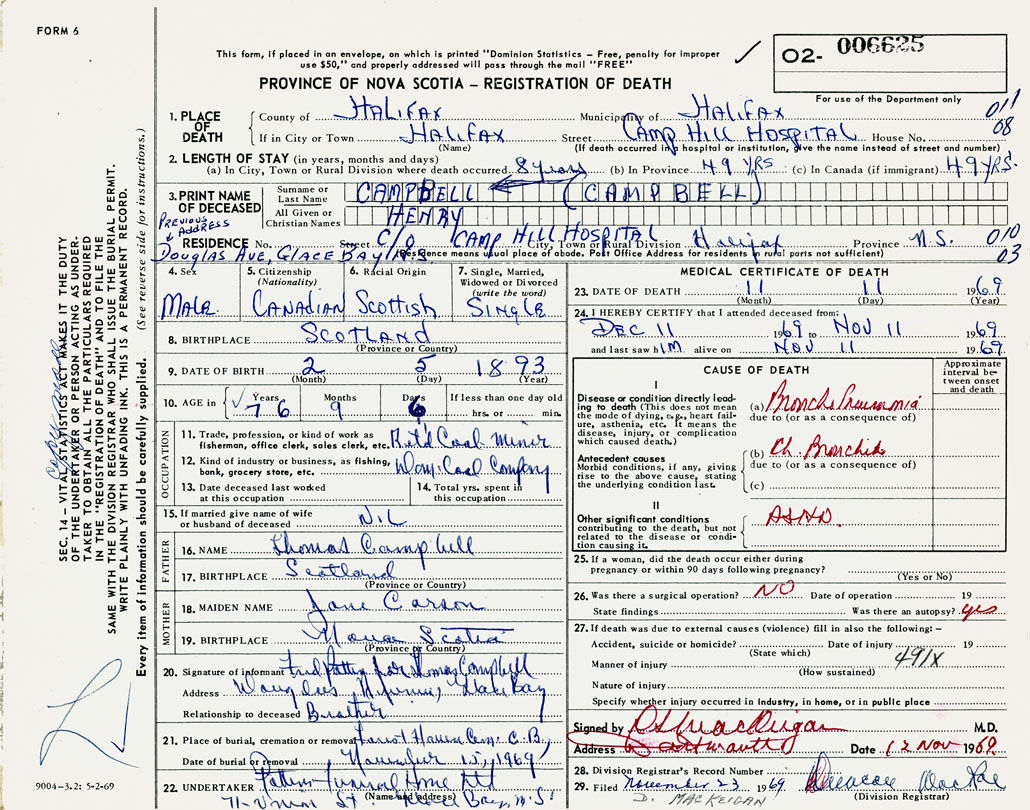 FORM 6
This form, if placed in an envelope, on which is printed "Dominion Statistics – Free, penalty for improper
use $50," and properly addressed will pass through the mail "FREE"
O2- 006625
PROVINCE OF NOVA SCOTIA – REGISTRATION OF DEATH
For use of the Department only
1. PLACE OF DEATH
County of HALIFAX Municipality of HALIFAX 011
If in City or Town HALIFAX Street CAMP HILL HOSPITAL House No. 08
(Name) (If death occurred in a hospital or institution, give the name instead of street and number)
2. LENGTH OF STAY (in years, months and days)
(a) In City, Town or Rural Division where death occurred 8 years (b) In Province 49 YRS (c) In Canada (if immigrant) 49 YRS.
3. PRINT NAME OF DECEASED
Surname or Last Name CAMPBELL (CAMPBELL)
All Given or Christian Names HENRY
PREVIOUS ADDRESS
RESIDENCE No. Street C/o CAMP HILL HOSPITAL City, Town or Rural Division Halifax Province N.S. 010
DOUGLAS AVE, GLACE BAY, N.S. (Residence means usual place of abode. Post Office Address for residents in rural parts not sufficient) 03
4. Sex MALE
5. Citizenship (Nationality) CANADIAN
6. Racial Origin Scottish
7. Single, Married, Widowed or Divorced (write the word) SINGLE
8. BIRTHPLACE SCOTLAND
(Province or Country)
9. DATE OF BIRTH 2 5 1893
(Month) (Day) (Year)
10. AGE in Years Months Days If less than one day old
76 9 6 hrs. or min.
OCCUPATION
11. Trade, profession, or kind of work as fisherman, office clerk, sales clerk, etc. Ret'd Coal Miner
12. Kind of industry or business, as fishing, bank, grocery store, etc. Dom. Coal Company
13. Date deceased last worked at this occupation
14. Total yrs. spent in this occupation
15. If married give name of wife or husband of deceased NIL
FATHER
16. NAME Thomas Campbell
17. BIRTHPLACE Scotland
(Province or Country)
MOTHER
18. MAIDEN NAME Jane Carson
19. BIRTHPLACE Nova Scotia
(Province or Country)
20. Signature of informant Fred Patten for Thomas Campbell
Address Glace Bay
Relationship to deceased Brother
21. Place of burial, cremation or removal Forest Haven Cem. C.B.
Date of burial or removal November 15, 1969
22. UNDERTAKER Patten Funeral Home Ltd
(Name and address) Union St Glace Bay, N.S.
MEDICAL CERTIFICATE OF DEATH
23. DATE OF DEATH 11 11 1969
(Month) (Day) (Year)
24. I HEREBY CERTIFY that I attended deceased from:
DEC 11 1969 to NOV 11 1969
and last saw him alive on NOV 11 1969
CAUSE OF DEATH
Approximate interval between onset and death
I
Disease or condition directly leading to death (This does not mean the mode of dying, e.g., heart failure, asthenia, etc. It means the disease, injury, or complication which caused death.)
(a) Broncho Pneumonia
due to (or as a consequence of)
Antecedent causes
Morbid conditions, if any, giving rise to the above cause, stating the underlying condition last.
(b) Ch. Bronchitis
due to (or as a consequence of)
(c)
II
Other significant conditions contributing to the death, but not related to the disease or condition causing it.
ASHD
25. If a woman, did the death occur either during
pregnancy or within 90 days following pregnancy?
(Yes or No)
26. Was there a surgical operation? NO Date of operation 19
State findings Was there an autopsy? yes
27. If death was due to external causes (violence) fill in also the following: –
Accident, suicide or homicide? Date of injury 19
(State which) 491X
Manner of injury
(How sustained)
Nature of injury
Specify whether injury occurred in Industry, in home, or in public place
Signed by M.D.
Address Dartmouth Date 12 Nov 1969
28. Division Registrar's Record Number
29. Filed November 23 1969
(Division Registrar)
D. MACKEIGAN
SEC. 14 – VITAL STATISTICS ACT MAKES IT THE DUTY
OF THE UNDERTAKER OR PERSON ACTING AS UNDER-
TAKER TO OBTAIN ALL THE PARTICULARS REQUIRED
IN THE "REGISTRATION OF DEATH" AND TO FILE THE
SAME WITH THE DIVISION REGISTRAR WHO SHALL ISSUE THE BURIAL PERMIT.
WRITE PLAINLY WITH UNFADING INK. THIS IS A PERMANENT RECORD.
Every item of information should be carefully supplied. (See reverse side for instructions.)
9004-3.2: 5-2-69